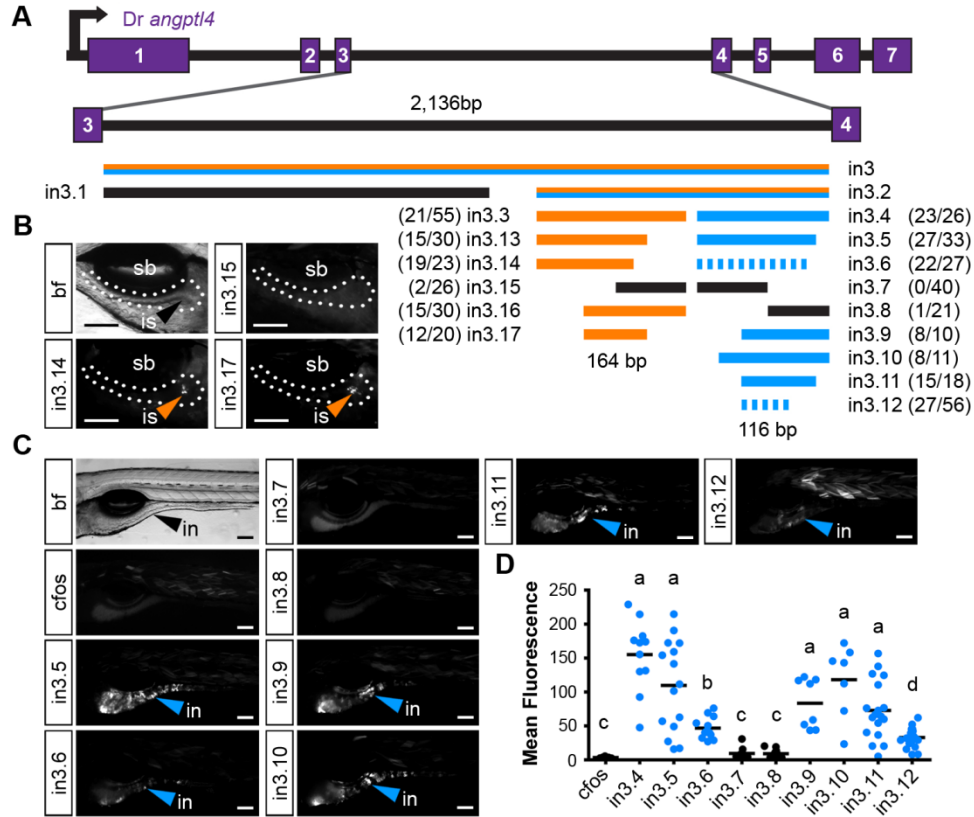 A
Dr angptl4
1 2 3 4 5 6 7
2,136bp
3 4
in3
in3.1 in3.2
(21/55) in3.3 in3.4 (23/26)
(15/30) in3.13 in3.5 (27/33)
(19/23) in3.14 in3.6 (22/27)
(2/26) in3.15 in3.7 (0/40)
(15/30) in3.16 in3.8 (1/21)
(12/20) in3.17 in3.9 (8/10)
164 bp in3.10 (8/11)
in3.11 (15/18)
in3.12 (27/56)
116 bp
B
bf sb is
in3.15 sb
in3.14 sb is
in3.17 sb is
C
bf in
in3.7
in3.11 in
in3.12 in
cfos
in3.8
in3.5 in
in3.9 in
in3.6 in
in3.10 in
D
Mean Fluorescence
250
200
150
100
50
0
c a a b c c a a a d
cfos in3.4 in3.5 in3.6 in3.7 in3.8 in3.9 in3.10 in3.11 in3.12